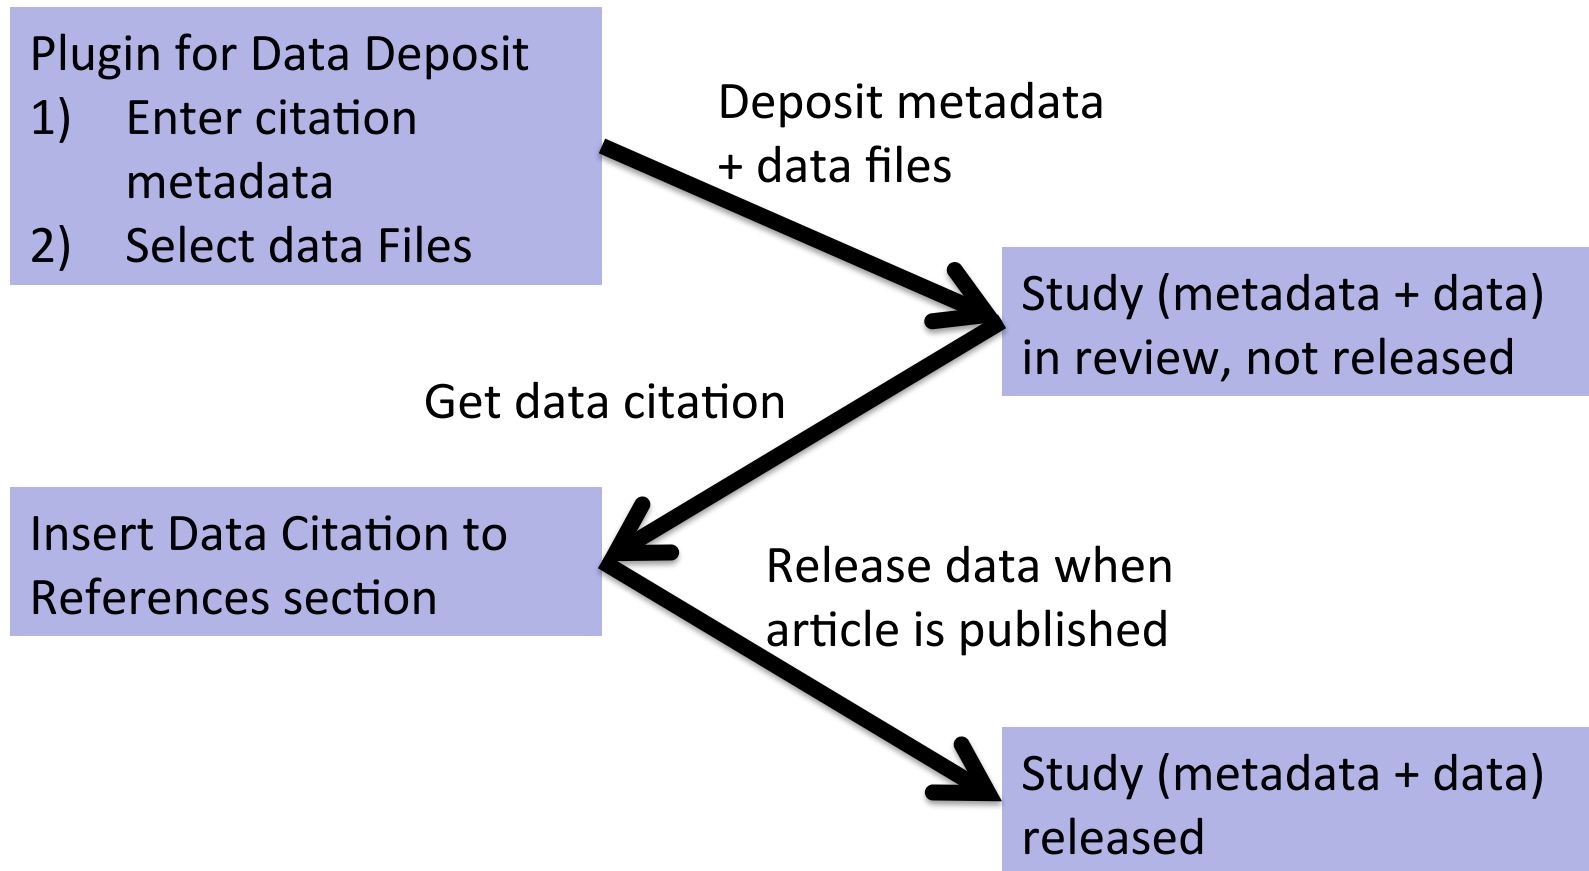 Plugin for Data Deposit
1) Enter citation
metadata
2) Select data Files
Deposit metadata
+ data files
Study (metadata + data)
in review, not released
Get data citation
Insert Data Citation to
References section
Release data when
article is published
Study (metadata + data)
released